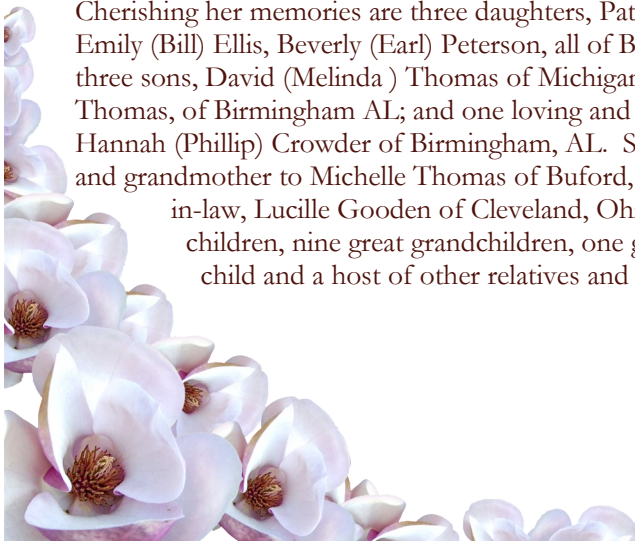 Cherishing her memories are three daughters, Pat
Emily (Bill) Ellis, Beverly (Earl) Peterson, all of B
three sons, David (Melinda ) Thomas of Michigan
Thomas, of Birmingham AL; and one loving and
Hannah (Phillip) Crowder of Birmingham, AL.  S
and grandmother to Michelle Thomas of Buford,
in-law, Lucille Gooden of Cleveland, Oh
children, nine great grandchildren, one g
child and a host of other relatives and